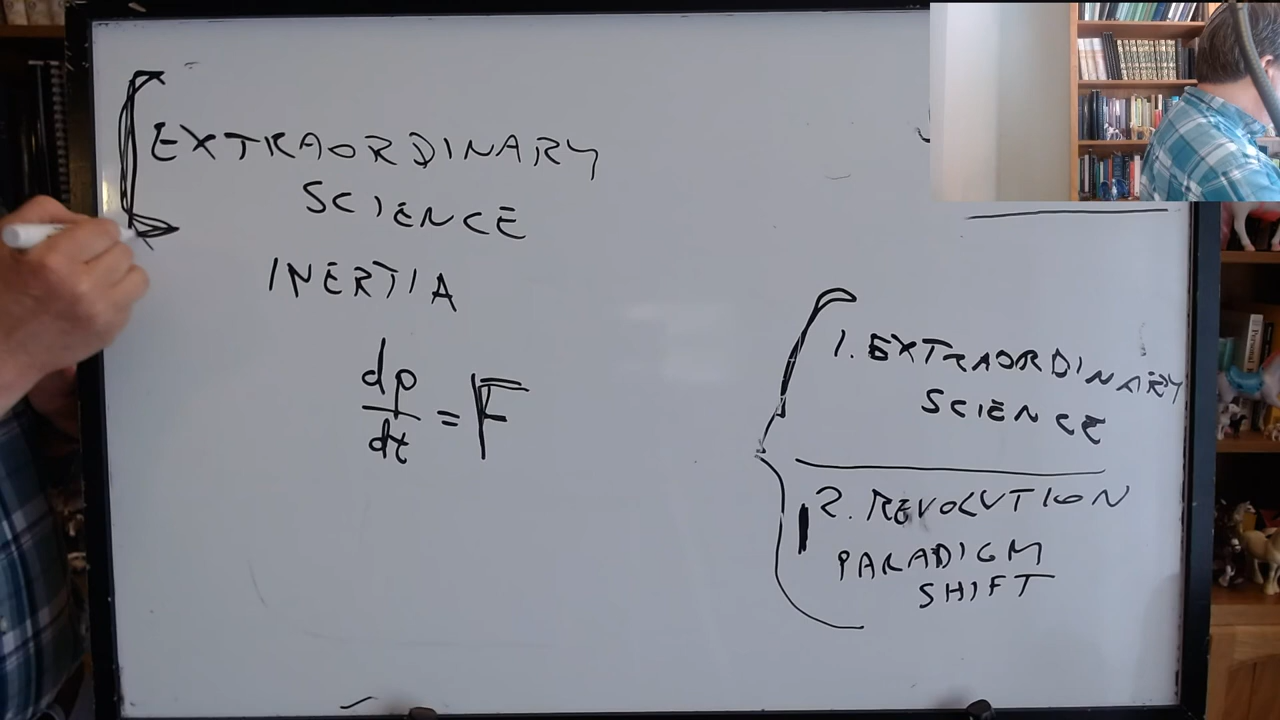 EXTRAORDINARY
SCIENCE
INERTIA
dp/dt = F
1. EXTRAORDINARY
SCIENCE
2. REVOLUTION
PARADIGM
SHIFT